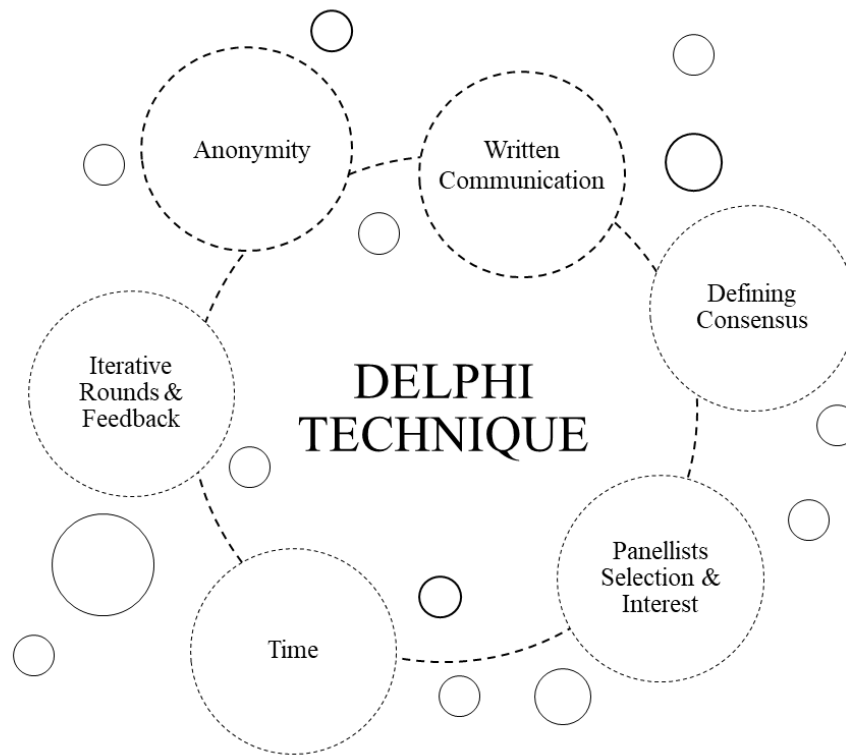 Anonymity
Written
Communication
Defining
Consensus
Iterative
Rounds &
Feedback
DELPHI
TECHNIQUE
Panellists
Selection &
Interest
Time